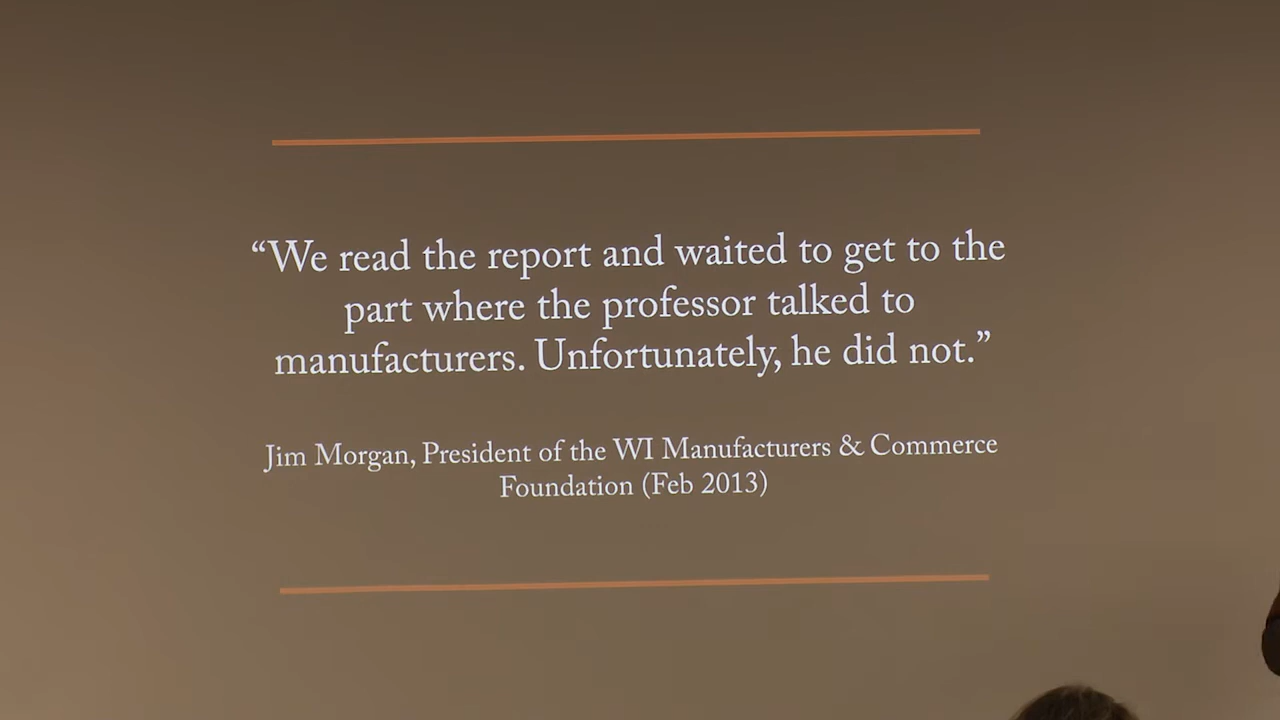 “We read the report and waited to get to the
part where the professor talked to
manufacturers. Unfortunately, he did not.”
Jim Morgan, President of the WI Manufacturers & Commerce
Foundation (Feb 2013)